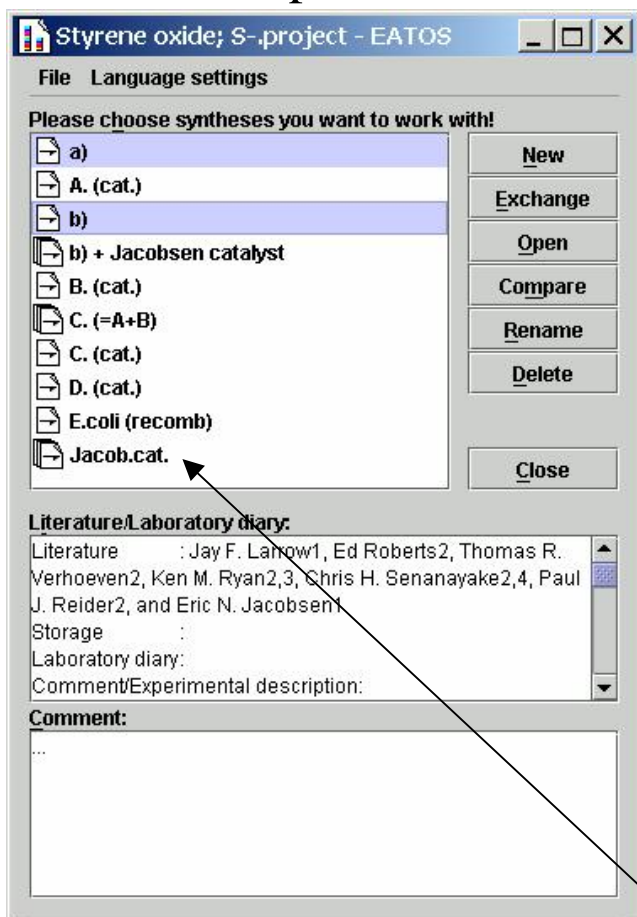 Styrene oxide; S-.project - EATOS
File Language settings
Please choose syntheses you want to work with!
a)
A. (cat.)
b)
b) + Jacobsen catalyst
B. (cat.)
C. (=A+B)
C. (cat.)
D. (cat.)
E.coli (recomb)
Jacob.cat.
New
Exchange
Open
Compare
Rename
Delete
Close
Literature/Laboratory diary:
Literature : Jay F. Larrow1, Ed Roberts2, Thomas R.
Verhoeven2, Ken M. Ryan2,3, Chris H. Senanayake2,4, Paul
J. Reider2, and Eric N. Jacobsen1
Storage :
Laboratory diary:
Comment/Experimental description:
Comment:
...